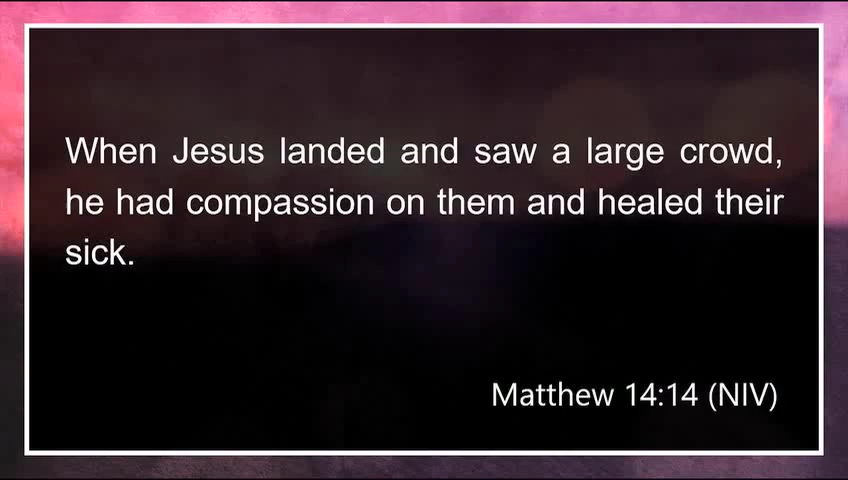 When Jesus landed and saw a large crowd,
he had compassion on them and healed their
sick.
Matthew 14:14 (NIV)